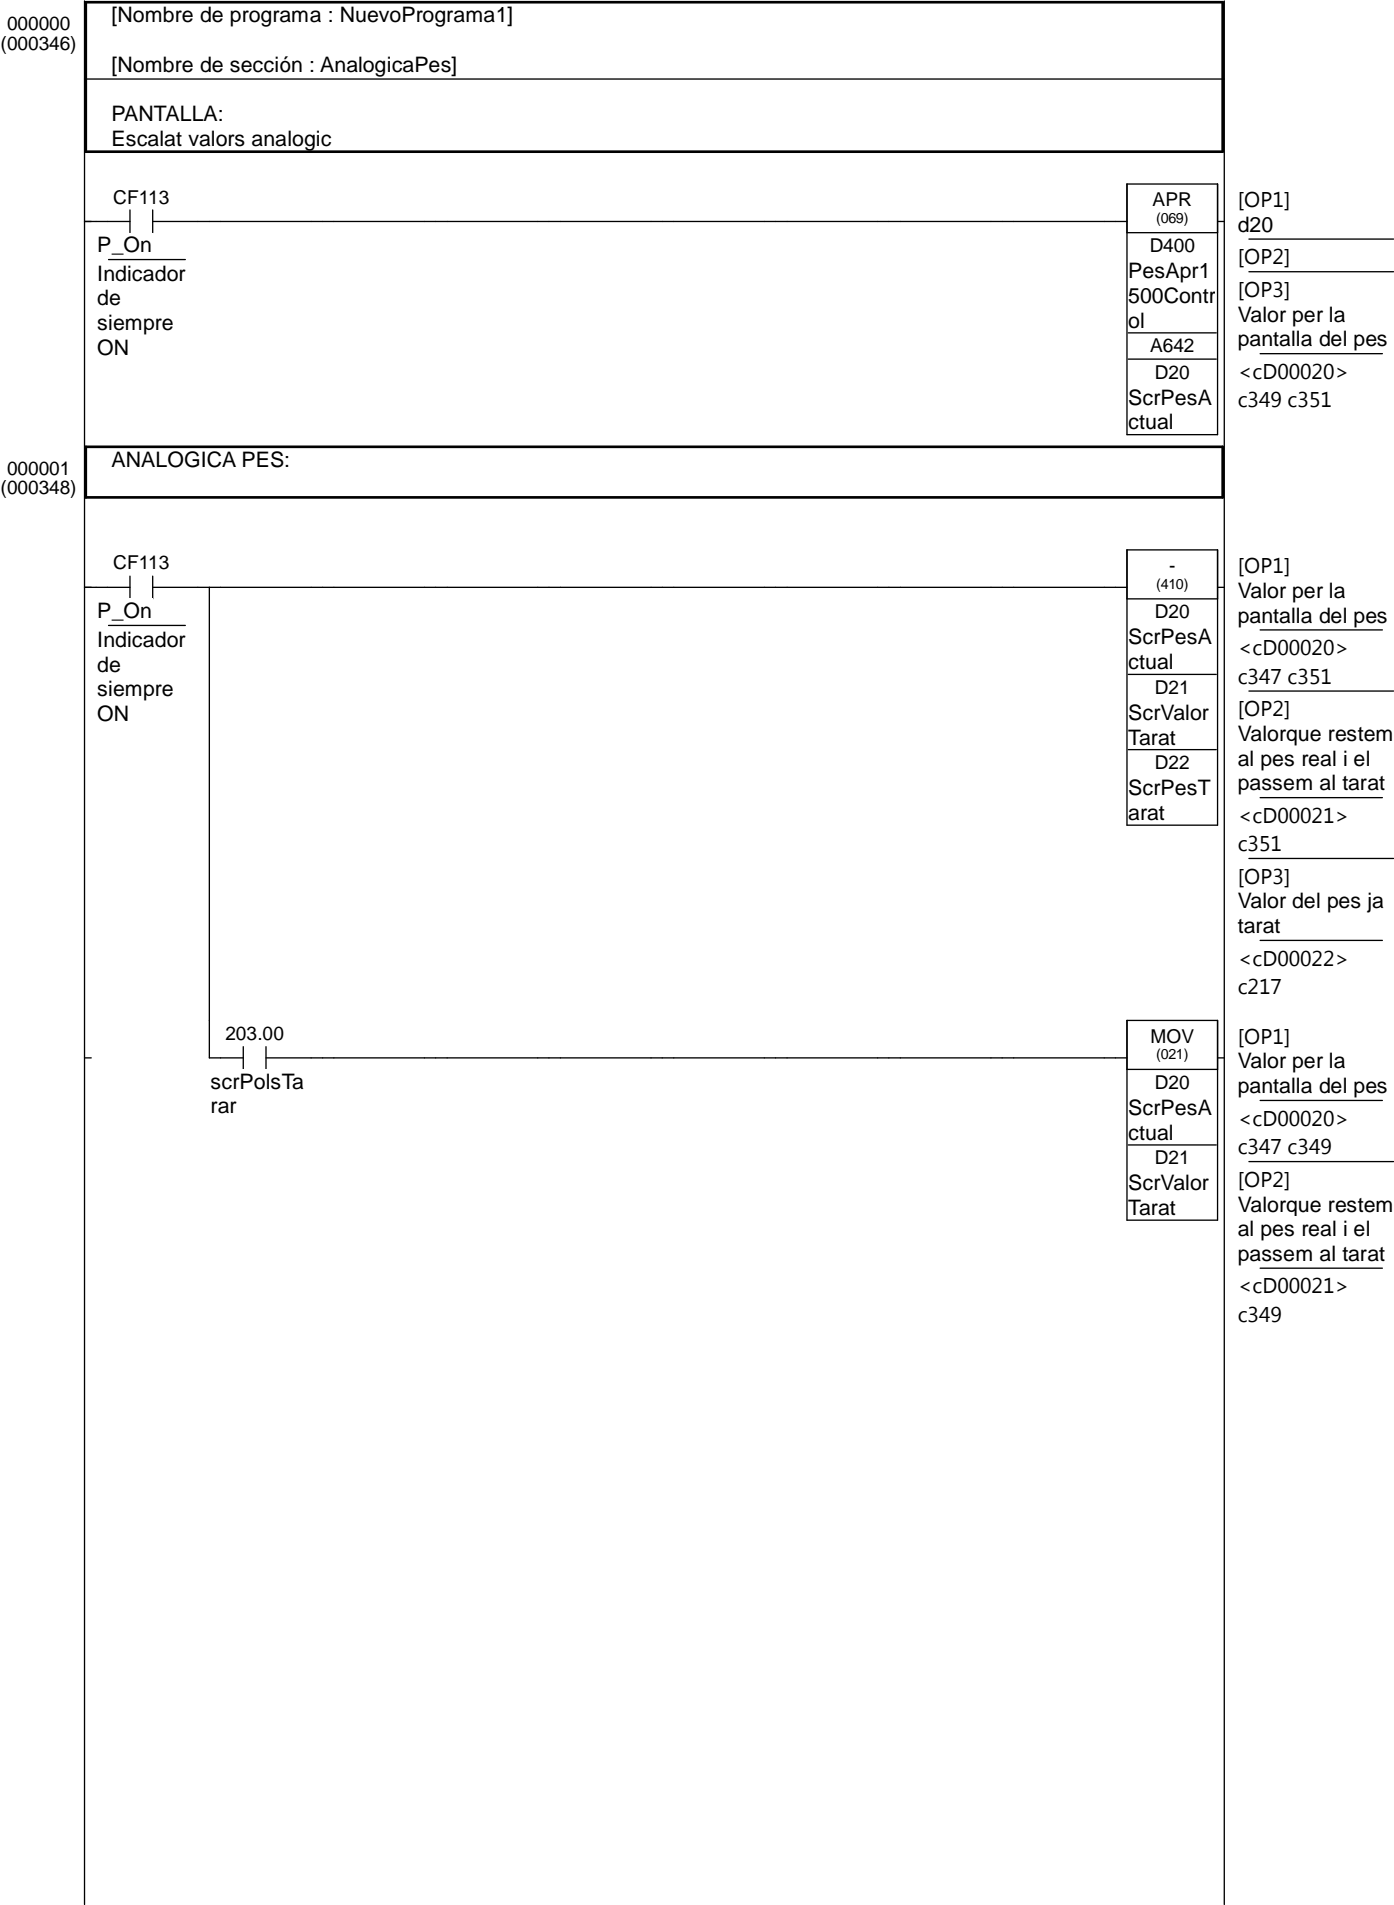 000000
(000346)
[Nombre de programa : NuevoPrograma1]
[Nombre de sección : AnalogicaPes]
PANTALLA:
Escalat valors analogic
CF113
P_On
Indicador
de
siempre
ON
APR
(069)
D400
PesApr1
500Contr
ol
A642
D20
ScrPesA
ctual
[OP1]
d20
[OP2]
[OP3]
Valor per la
pantalla del pes
<cD00020>
c349 c351
000001
(000348)
ANALOGICA PES:
CF113
P_On
Indicador
de
siempre
ON
-
(410)
D20
ScrPesA
ctual
D21
ScrValor
Tarat
D22
ScrPesT
arat
[OP1]
Valor per la
pantalla del pes
<cD00020>
c347 c351
[OP2]
Valorque restem
al pes real i el
passem al tarat
<cD00021>
c351
[OP3]
Valor del pes ja
tarat
<cD00022>
c217
203.00
scrPolsTa
rar
MOV
(021)
D20
ScrPesA
ctual
D21
ScrValor
Tarat
[OP1]
Valor per la
pantalla del pes
<cD00020>
c347 c349
[OP2]
Valorque restem
al pes real i el
passem al tarat
<cD00021>
c349